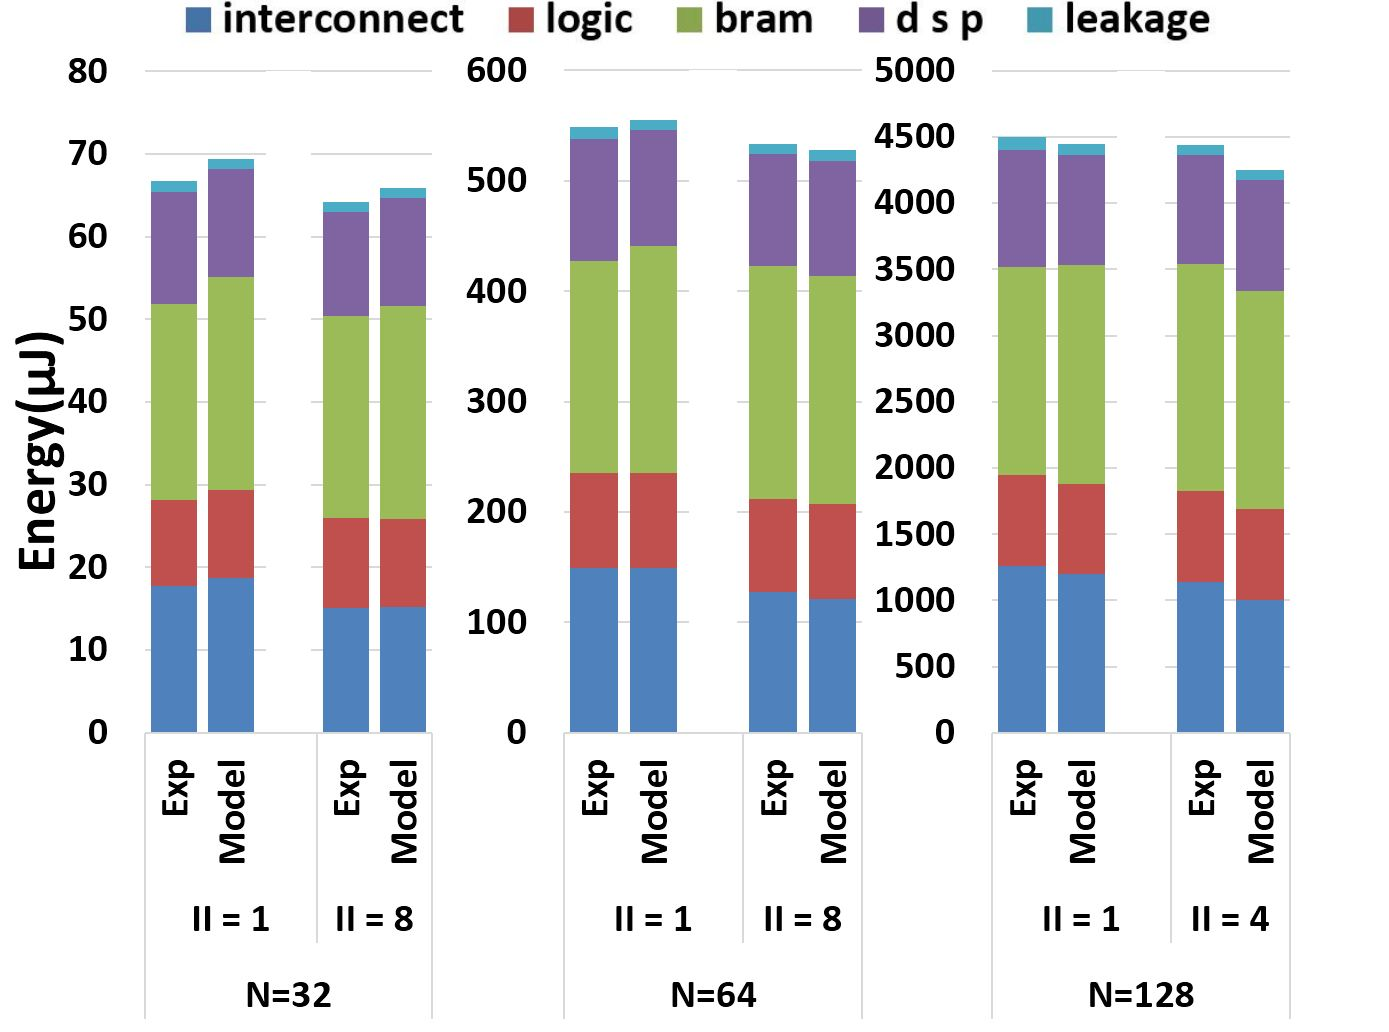 interconnect logic bram d s p leakage
Energy(µJ)
80
70
60
50
40
30
20
10
0
Exp
Model
Exp
Model
II = 1
II = 8
N=32
600
500
400
300
200
100
0
Exp
Model
Exp
Model
II = 1
II = 8
N=64
5000
4500
4000
3500
3000
2500
2000
1500
1000
500
0
Exp
Model
Exp
Model
II = 1
II = 4
N=128